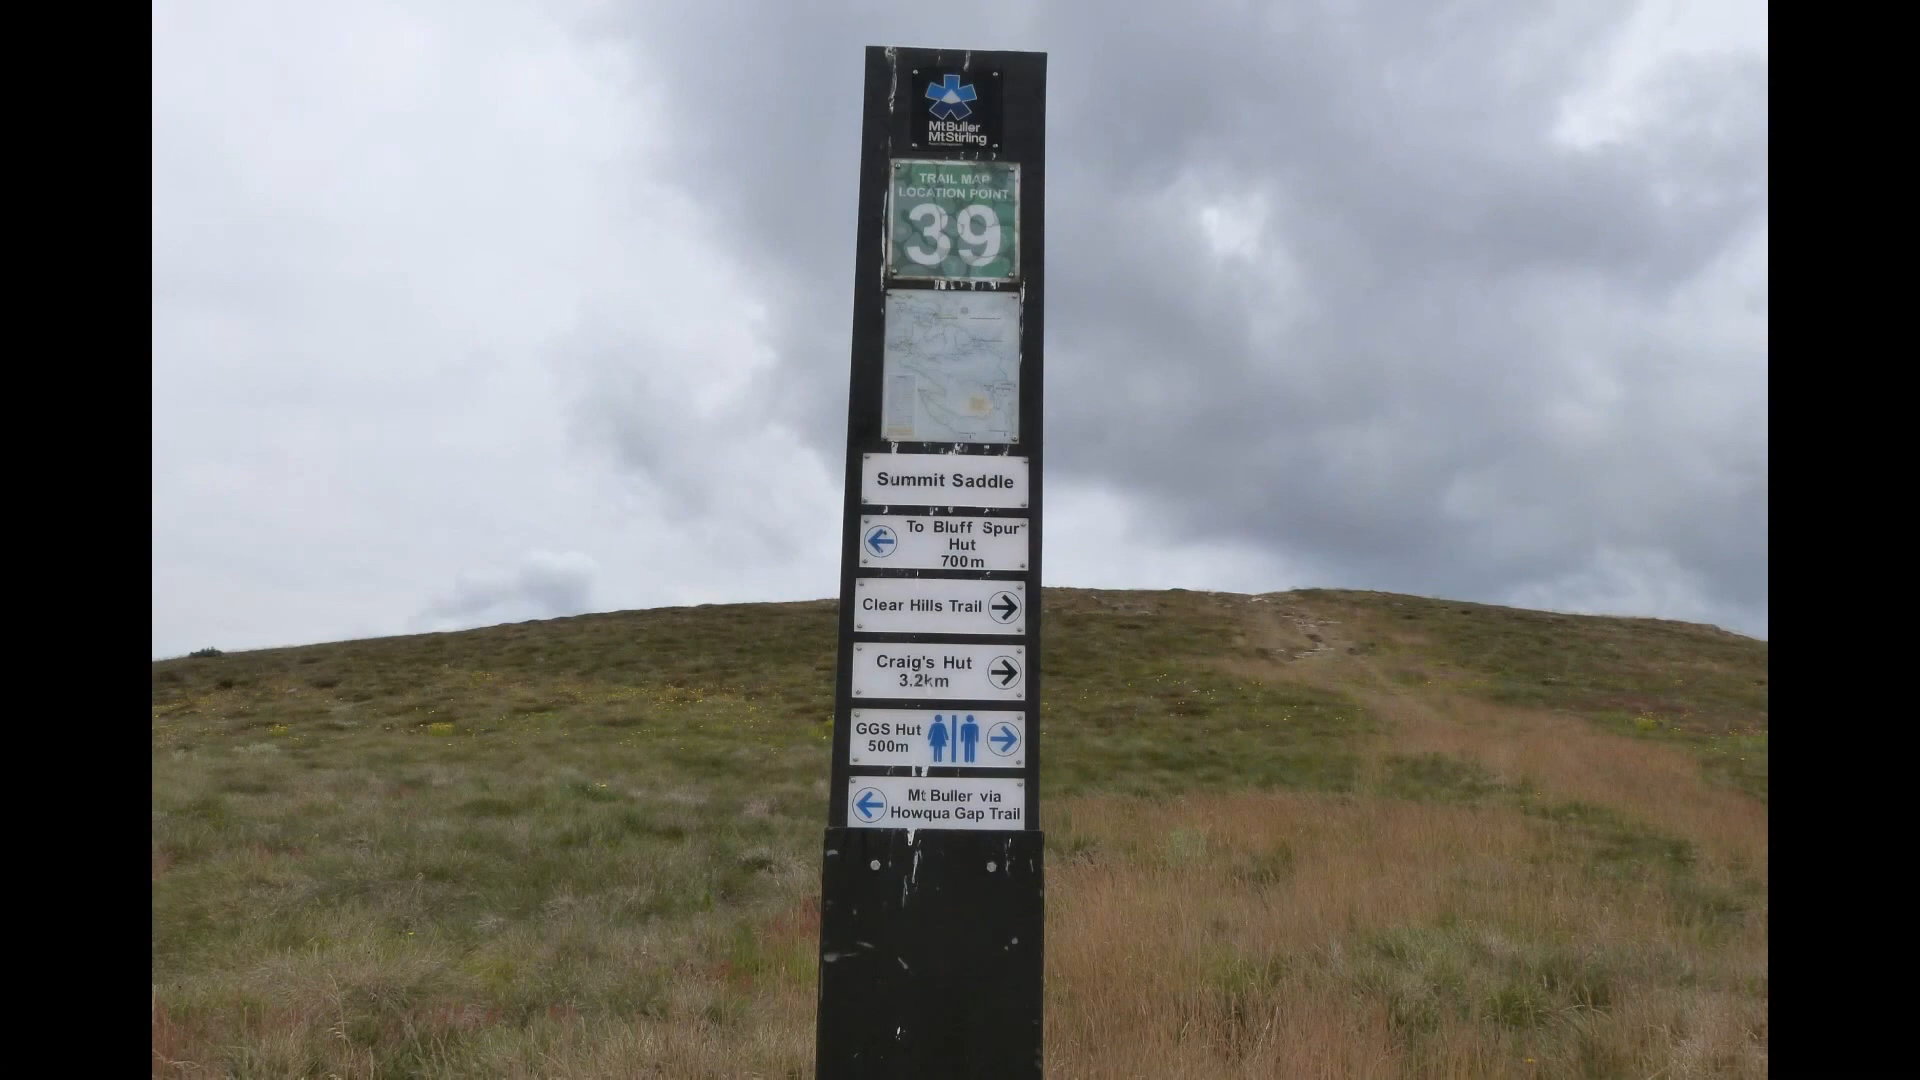 Mt Buller
Mt Stirling
TRAIL MAP
LOCATION POINT
39
Summit Saddle
To Bluff Spur
Hut
700m
Clear Hills Trail
Craig's Hut
3.2km
GGS Hut
500m
Mt Buller via
Howqua Gap Trail